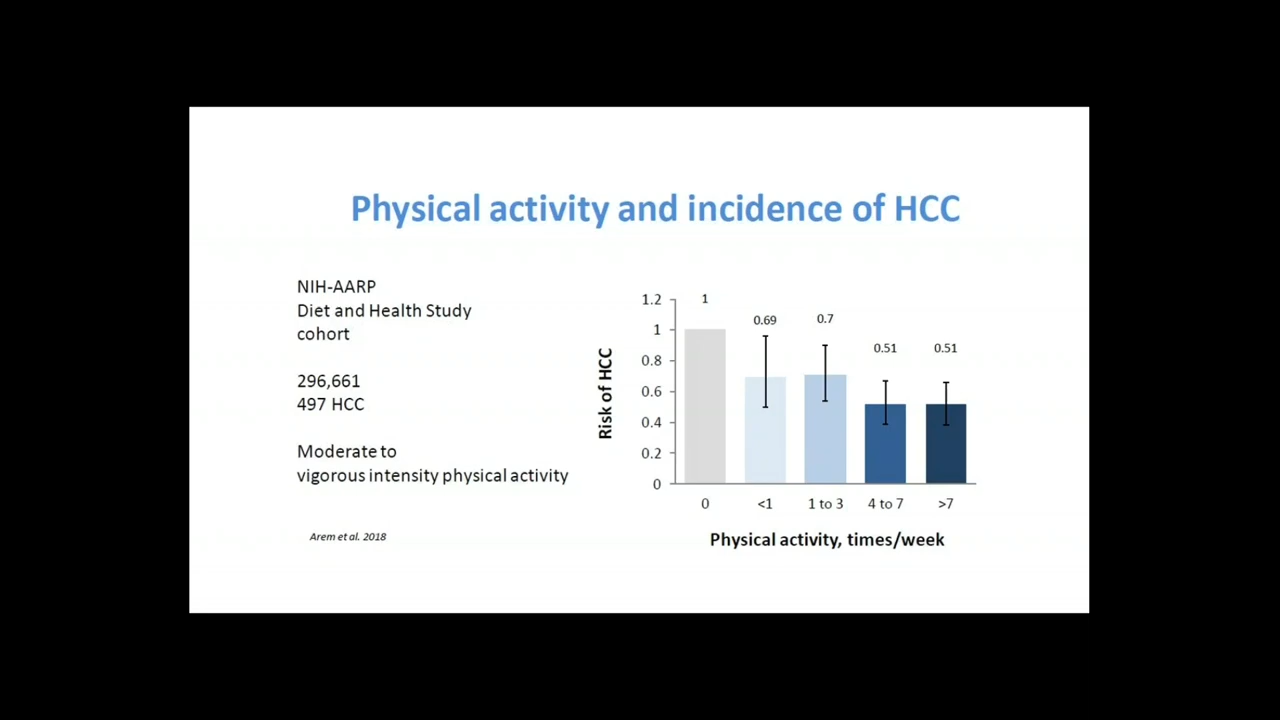 Physical activity and incidence of HCC
NIH-AARP
Diet and Health Study
cohort
296,661
497 HCC
Moderate to
vigorous intensity physical activity
Arem et al. 2018
Risk of HCC
1.2
1
0.8
0.6
0.4
0.2
0
1
0.69
0.7
0.51
0.51
0
<1
1 to 3
4 to 7
>7
Physical activity, times/week